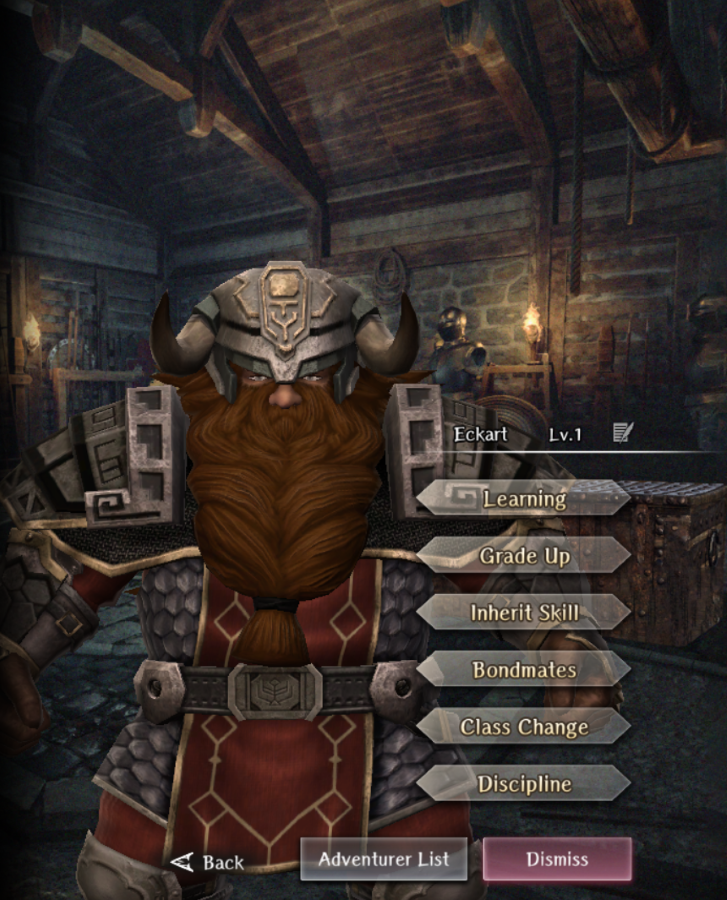 Eckart Lv.1
Learning
Grade Up
Inherit Skill
Bondmates
Class Change
Discipline
Back Adventurer List Dismiss